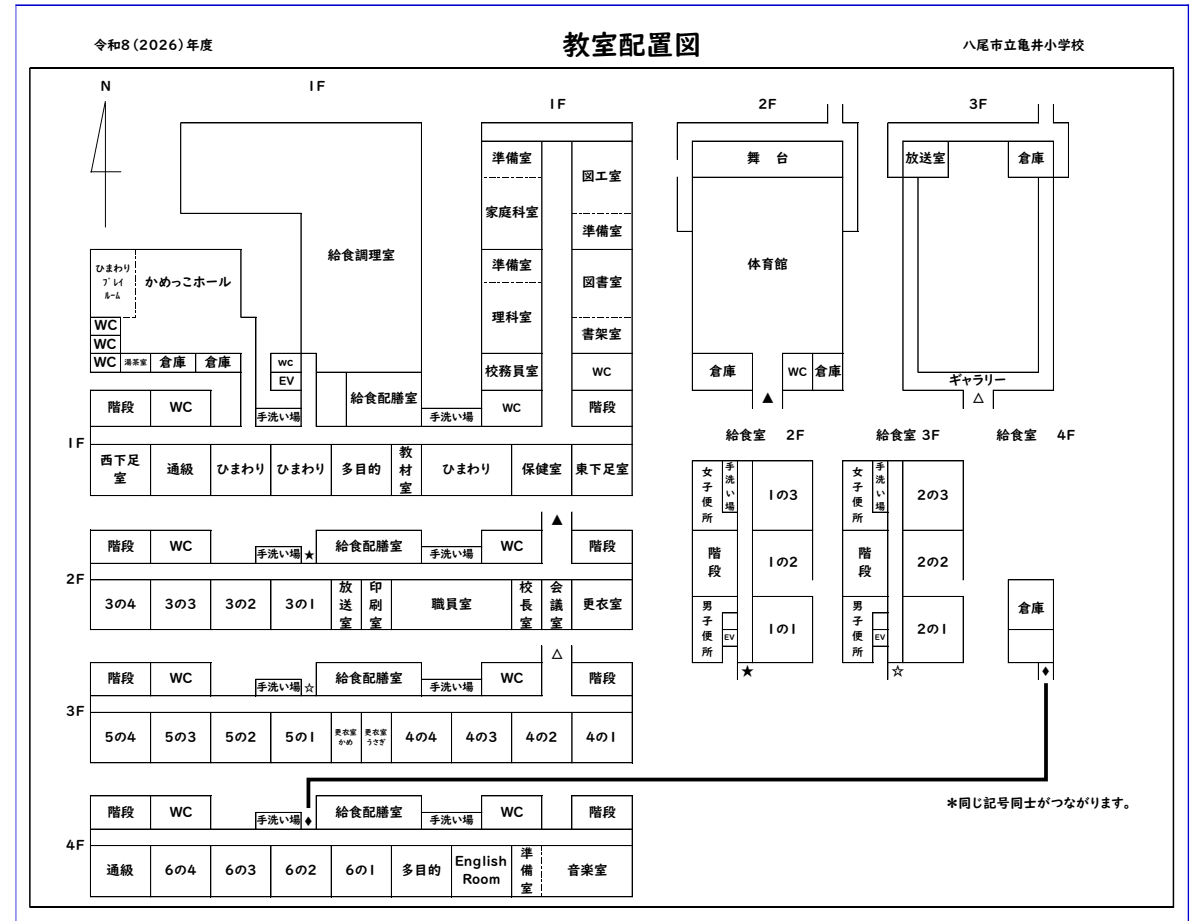 令和8(2026)年度
教室配置図
八尾市立亀井小学校
N
1F
1F
2F
3F
準備室
図工室
家庭科室
準備室
準備室
図書室
理科室
書架室
校務員室
WC
WC
階段
給食調理室
ひまわり
プレイ
ルーム
かめっこホール
WC
WC
WC
湯茶室
倉庫
倉庫
WC
EV
給食配膳室
階段
WC
手洗い場
手洗い場
1F
西下足
室
通級
ひまわり
ひまわり
多目的
教材室
ひまわり
保健室
東下足室
舞 台
体育館
倉庫
WC
倉庫
▲
放送室
倉庫
ギャラリー
△
給食室 2F
給食室 3F
給食室 4F
女子便所
手洗い場
1の3
階段
1の2
男子便所
EV
1の1
★
女子便所
手洗い場
2の3
階段
2の2
男子便所
EV
2の1
☆
倉庫
♦
▲
階段
WC
手洗い場
★
給食配膳室
手洗い場
WC
階段
2F
3の4
3の3
3の2
3の1
放送室
印刷室
職員室
校長室
会議室
更衣室
△
階段
WC
手洗い場
☆
給食配膳室
手洗い場
WC
階段
3F
5の4
5の3
5の2
5の1
更衣室
かめ
更衣室
うさぎ
4の4
4の3
4の2
4の1
階段
WC
手洗い場
♦
給食配膳室
手洗い場
WC
階段
4F
通級
6の4
6の3
6の2
6の1
多目的
English
Room
準備室
音楽室
＊同じ記号同士がつながります。